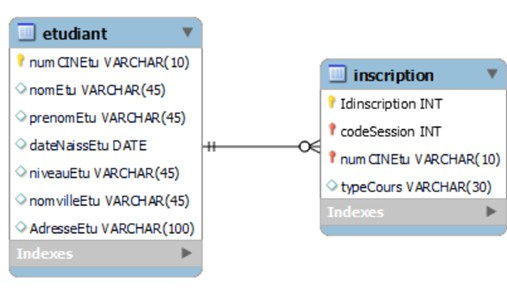 etudiant
numCINEtu VARCHAR(10)
nomEtu VARCHAR(45)
prenomEtu VARCHAR(45)
dateNaissEtu DATE
niveauEtu VARCHAR(45)
nomvilleEtu VARCHAR(45)
AdresseEtu VARCHAR(100)
Indexes
inscription
Idinscription INT
codeSession INT
numCINEtu VARCHAR(10)
typeCours VARCHAR(30)
Indexes